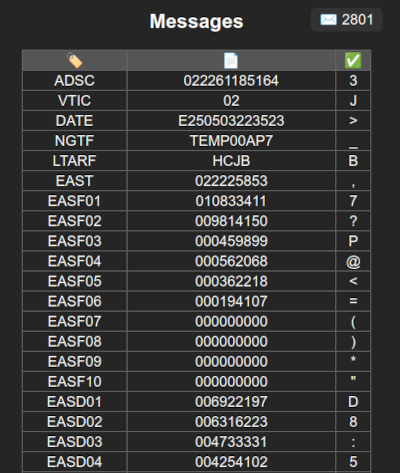 Messages
✉️ 2801
🏷️ 📄 ✅
ADSC 022261185164 3
VTIC 02 J
DATE E250503223523 >
NGTF TEMP00AP7 _
LTARF HCJB B
EAST 022225853 ,
EASF01 010833411 7
EASF02 009814150 ?
EASF03 000459899 P
EASF04 000562068 @
EASF05 000362218 <
EASF06 000194107 =
EASF07 000000000 (
EASF08 000000000 )
EASF09 000000000 *
EASF10 000000000 "
EASD01 006922197 D
EASD02 006316223 8
EASD03 004733331 :
EASD04 004254102 5